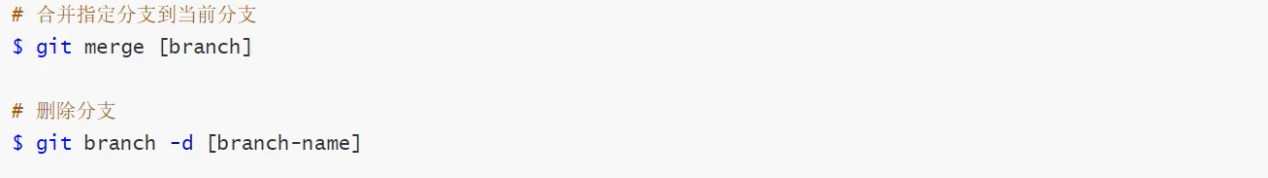 # 合并指定分支到当前分支
$ git merge [branch]
# 删除分支
$ git branch -d [branch-name]